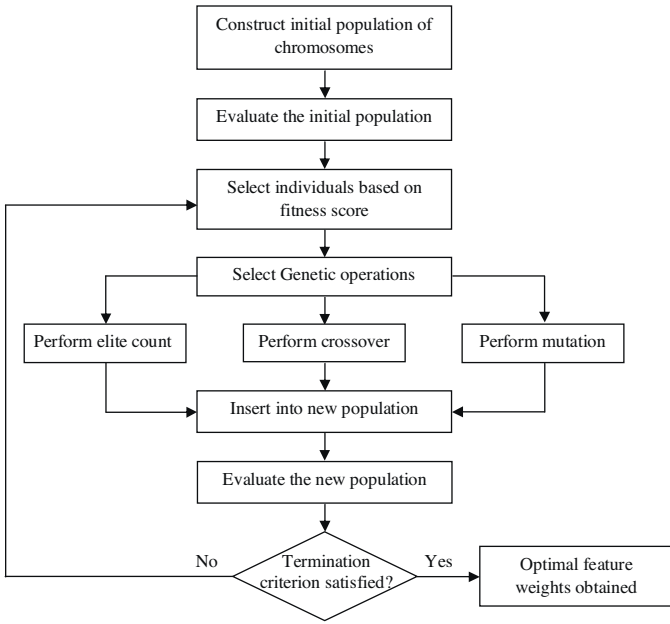 Construct initial population of
chromosomes
Evaluate the initial population
Select individuals based on
fitness score
Select Genetic operations
Perform elite count
Perform crossover
Perform mutation
Insert into new population
Evaluate the new population
No
Termination
criterion satisfied?
Yes
Optimal feature
weights obtained